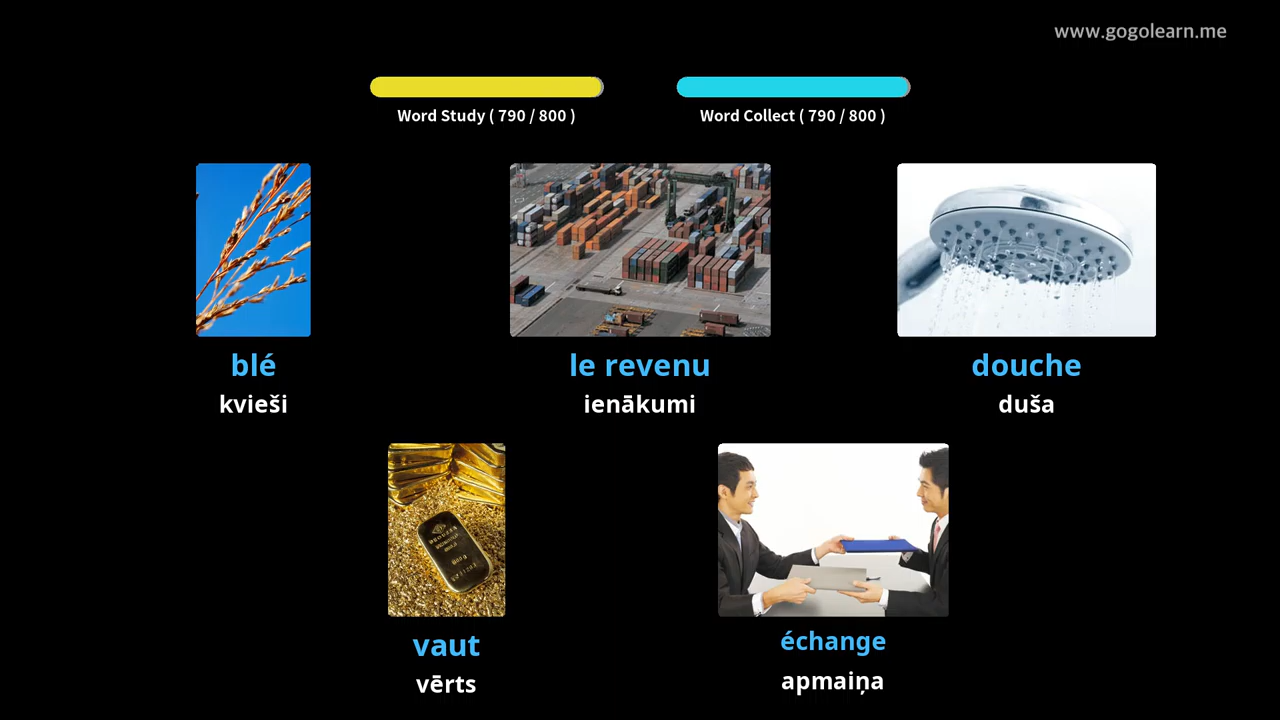 www.gogolearn.me
Word Study ( 790 / 800 )
Word Collect ( 790 / 800 )
blé
le revenu
douche
kvieši
ienākumi
duša
vaut
échange
vērts
apmaiņa